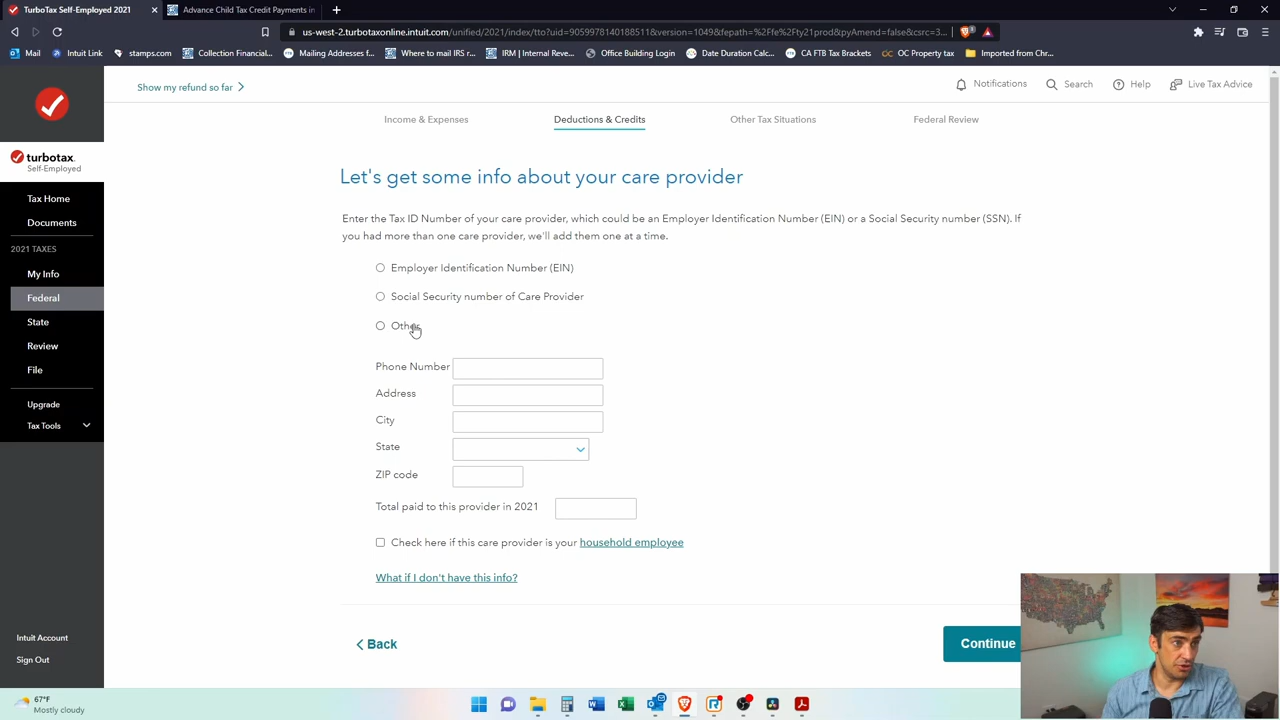 TurboTax Self-Employed 2021
Advance Child Tax Credit Payments in
us-west-2.turbotaxonline.intuit.com/unified/2021/index/tto?uid=9059978140188511&version=1049&fepath=%2Ffe%2Fty21prod&pyAmend=false&csrc=3...
Mail
Intuit Link
stamps.com
Collection Financial...
Mailing Addresses f...
Where to mail IRS r...
IRM | Internal Reve...
Office Building Login
Date Duration Calc...
CA FTB Tax Brackets
OC Property tax
Imported from Chr...
Show my refund so far
Notifications
Search
Help
Live Tax Advice
Income & Expenses
Deductions & Credits
Other Tax Situations
Federal Review
turbotax
Self-Employed
Tax Home
Documents
2021 TAXES
My Info
Federal
State
Review
File
Upgrade
Tax Tools
Intuit Account
Sign Out
Let's get some info about your care provider
Enter the Tax ID Number of your care provider, which could be an Employer Identification Number (EIN) or a Social Security number (SSN). If
you had more than one care provider, we'll add them one at a time.
Employer Identification Number (EIN)
Social Security number of Care Provider
Other
Phone Number
Address
City
State
ZIP code
Total paid to this provider in 2021
Check here if this care provider is your household employee
What if I don't have this info?
Back
Continue
67°F
Mostly cloudy